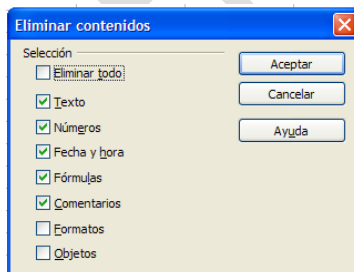 Eliminar contenidos
Selección
Eliminar todo
Texto
Números
Fecha y hora
Fórmulas
Comentarios
Formatos
Objetos
Aceptar
Cancelar
Ayuda